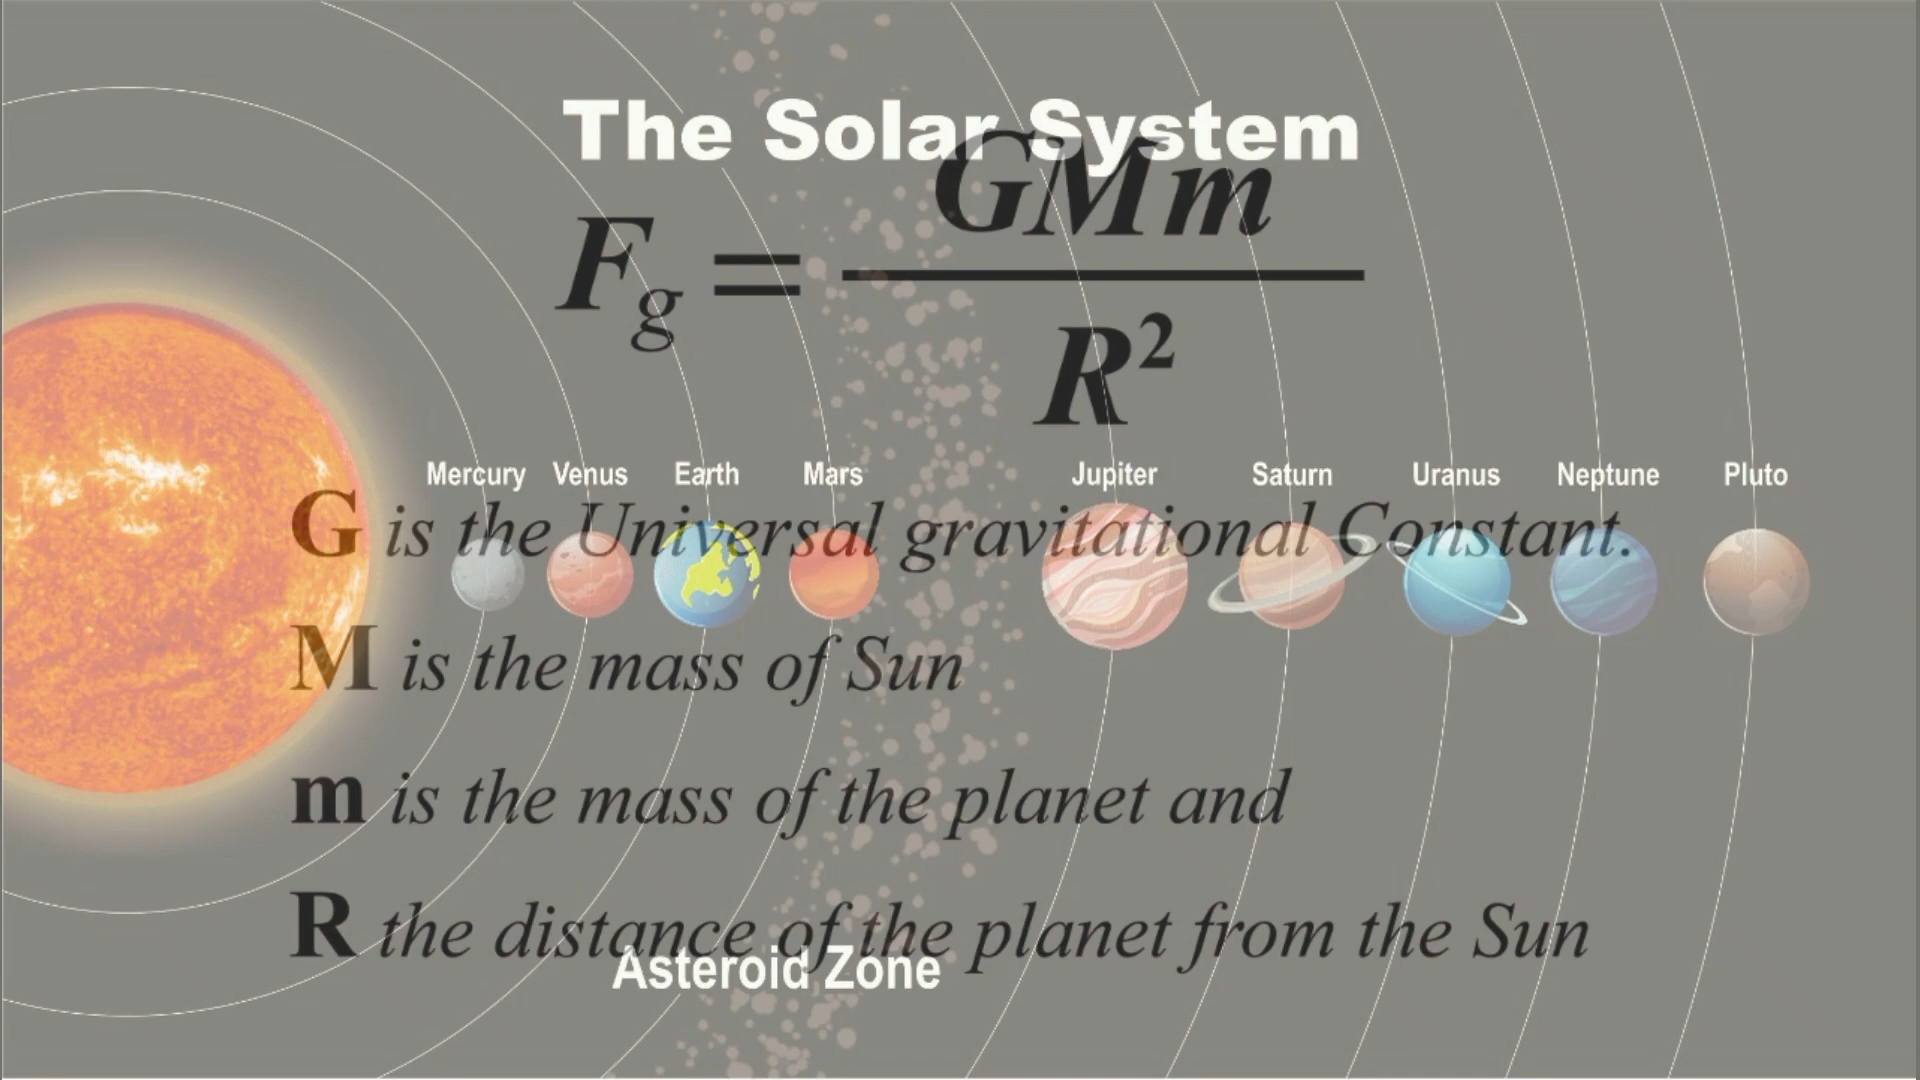 The Solar System
F_g = GMm / R²
Mercury Venus Earth Mars Jupiter Saturn Uranus Neptune Pluto
G is the Universal gravitational Constant.
M is the mass of Sun
m is the mass of the planet and
R the distance of the planet from the Sun
Asteroid Zone